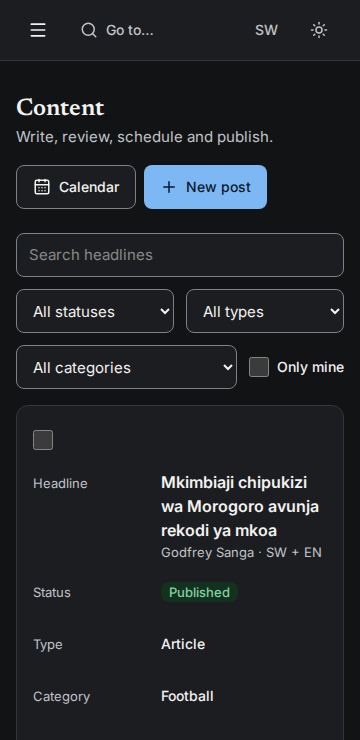 Go to...
SW
Content
Write, review, schedule and publish.
Calendar
New post
Search headlines
All statuses
All types
All categories
Only mine
Headline
Mkimbiaji chipukizi
wa Morogoro avunja
rekodi ya mkoa
Godfrey Sanga · SW + EN
Status
Published
Type
Article
Category
Football